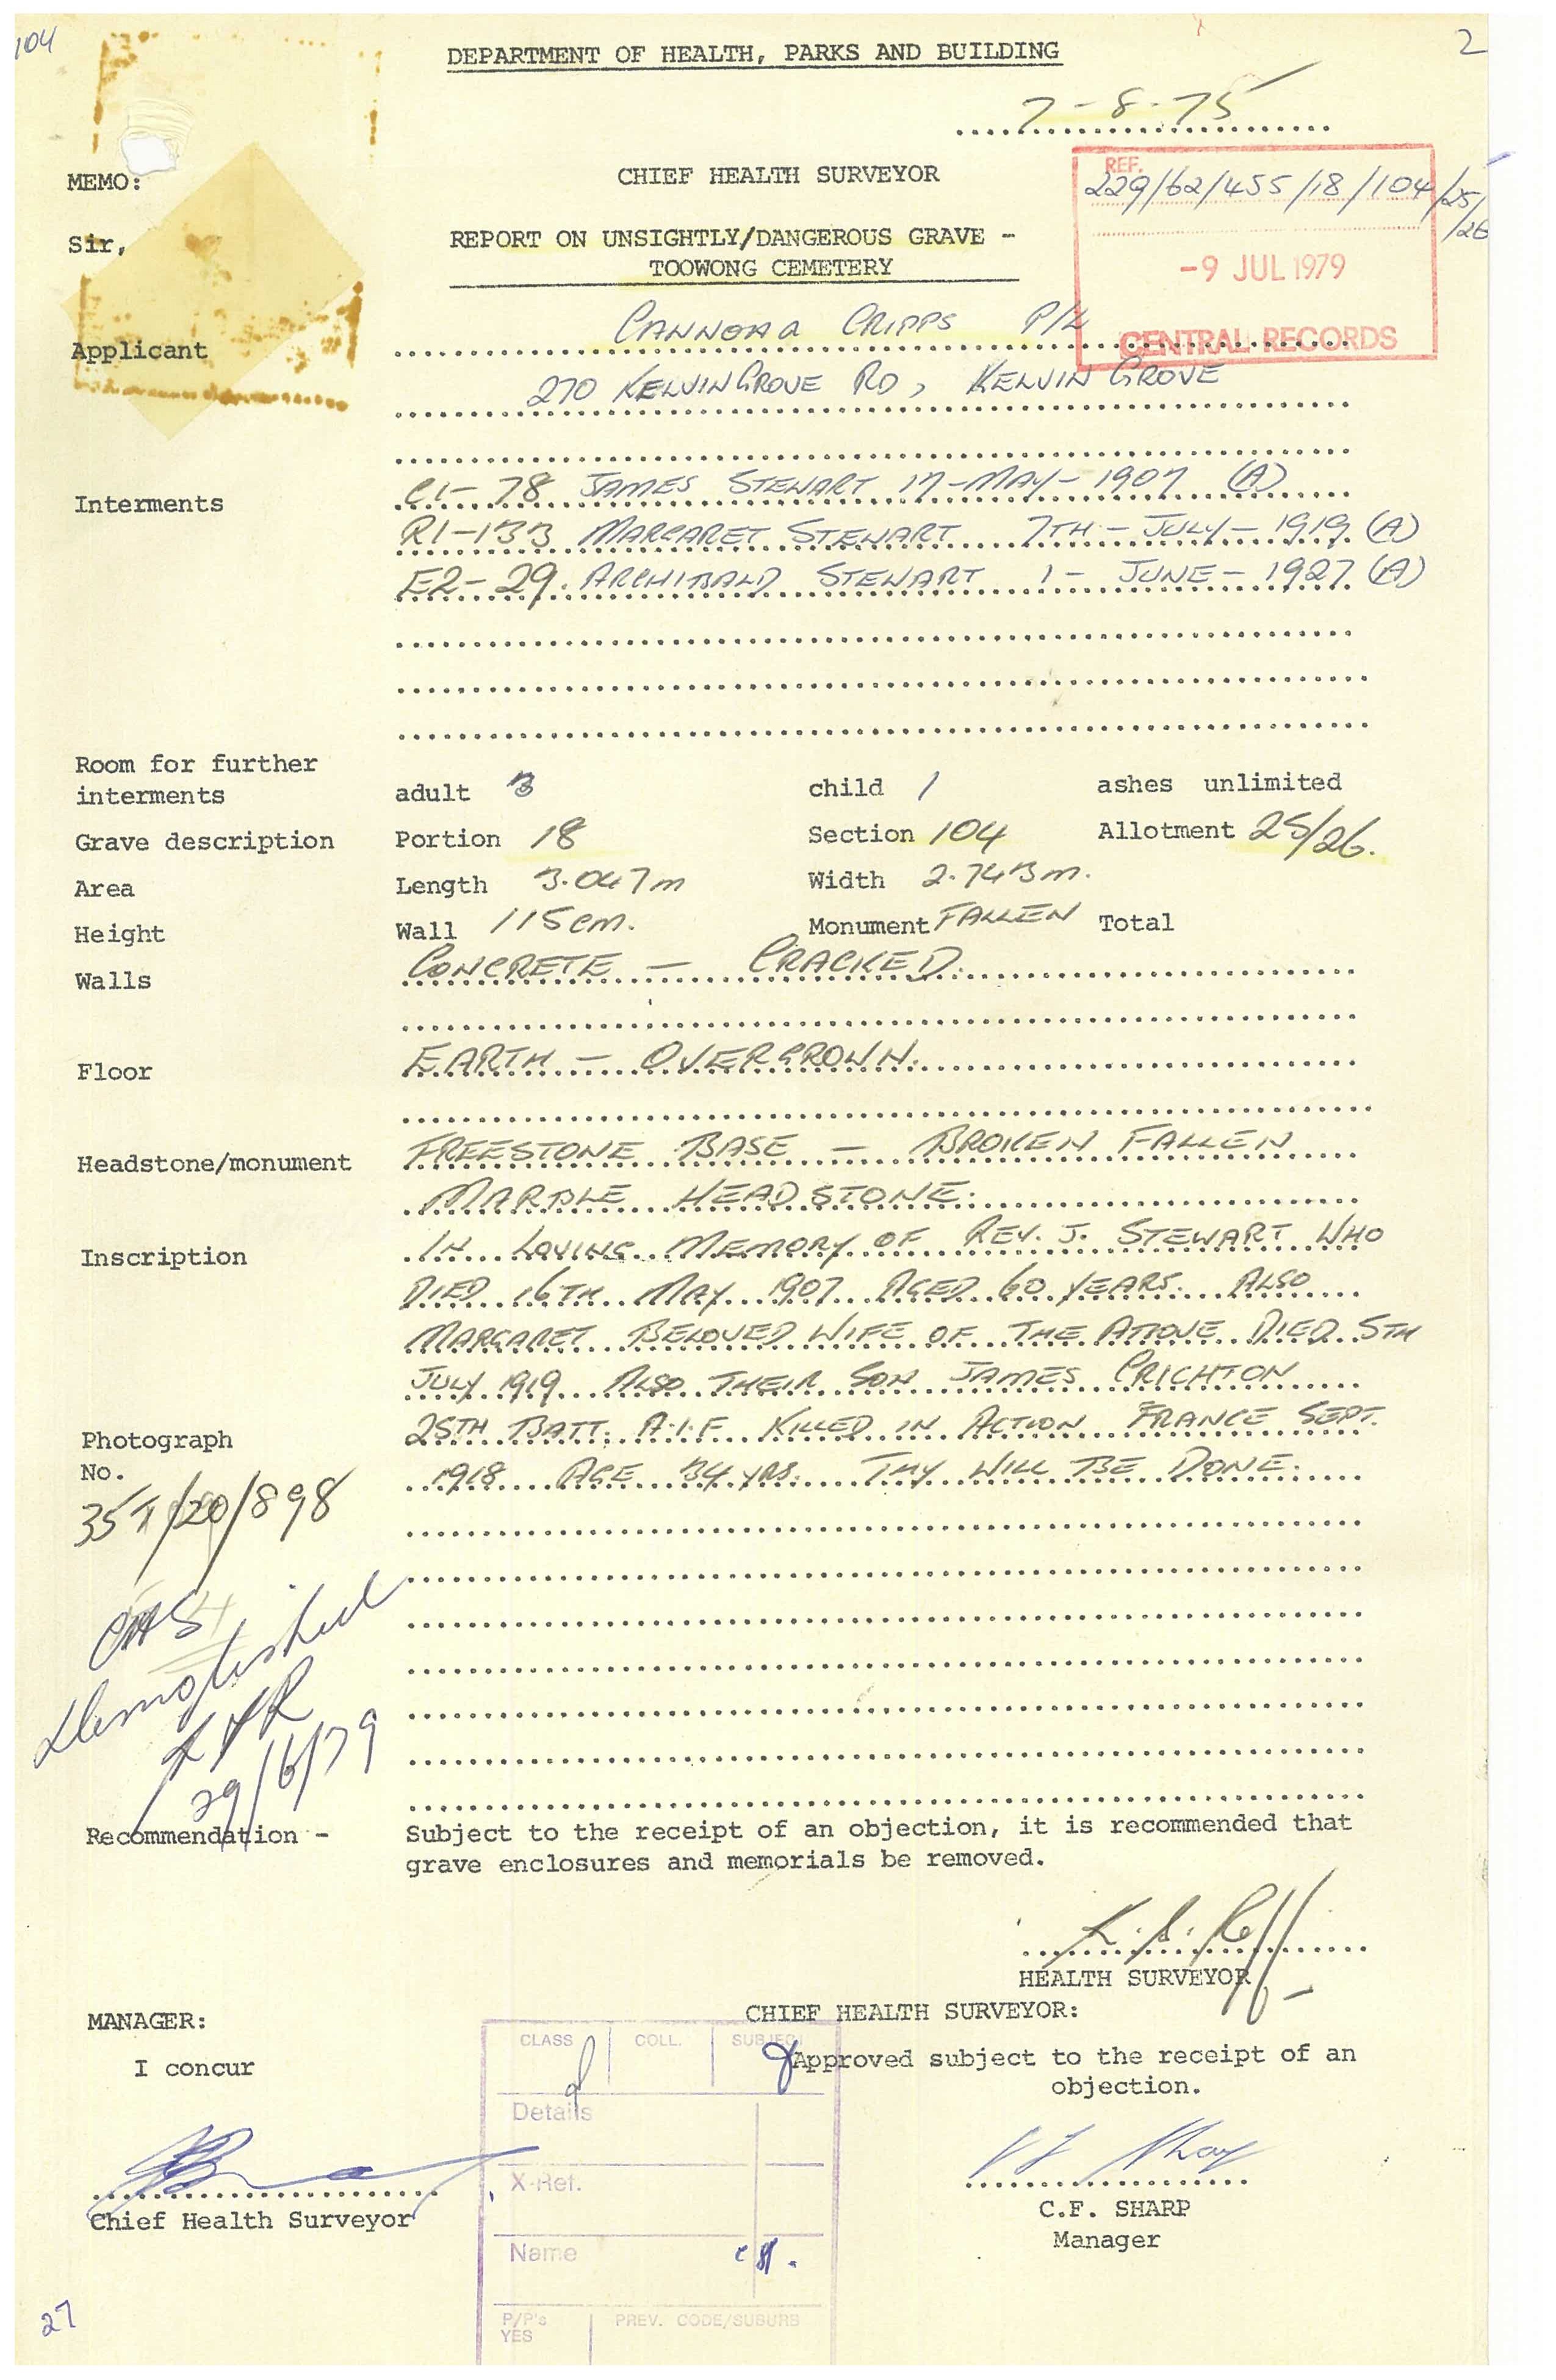 104
2
DEPARTMENT OF HEALTH, PARKS AND BUILDING
7-8-75
MEMO:
CHIEF HEALTH SURVEYOR
REF.
229/62/455/18/104/25/
/26
Sir,
REPORT ON UNSIGHTLY/DANGEROUS GRAVE -
TOOWONG CEMETERY
-9 JUL 1979
CENTRAL RECORDS
Applicant
CANNON & CRIPPS P/L
270 KELVIN GROVE RD, KELVIN GROVE
Interments
C1-78 JAMES STEWART 17-MAY-1907 (A)
R1-133 MARGARET STEWART 7TH-JULY-1919 (A)
E2-29. ARCHIBALD STEWART 1-JUNE-1927 (A)
Room for further
interments adult 3 child 1 ashes unlimited
Grave description Portion 18 Section 104 Allotment 25/26.
Area Length 3.047m Width 2.743m.
Height Wall 115cm. Monument FALLEN Total
Walls CONCRETE - CRACKED.
Floor EARTH - OVERGROWN.
Headstone/monument FREESTONE BASE - BROKEN FALLEN
MARBLE HEADSTONE.
Inscription IN LOVING MEMORY OF REV. J. STEWART WHO
DIED 16TH MAY 1907 AGED 60 YEARS. ALSO
MARGARET BELOVED WIFE OF THE ABOVE DIED 5TH
JULY 1919 ALSO THEIR SON JAMES CRICHTON
25TH BATT. A.I.F KILLED IN ACTION FRANCE SEPT.
1918 AGE 34 YRS. THY WILL BE DONE.
Photograph
No.
/20/898
CHS
Demolished
29/6/79
Recommendation -
Subject to the receipt of an objection, it is recommended that
grave enclosures and memorials be removed.
HEALTH SURVEYOR
MANAGER:
CHIEF HEALTH SURVEYOR:
I concur
Approved subject to the receipt of an
objection.
CLASS COLL. SUBJECT
Details
X-Ref.
Name
P/P's
YES
PREV. CODE/SUBURB
Chief Health Surveyor
C.F. SHARP
Manager
27